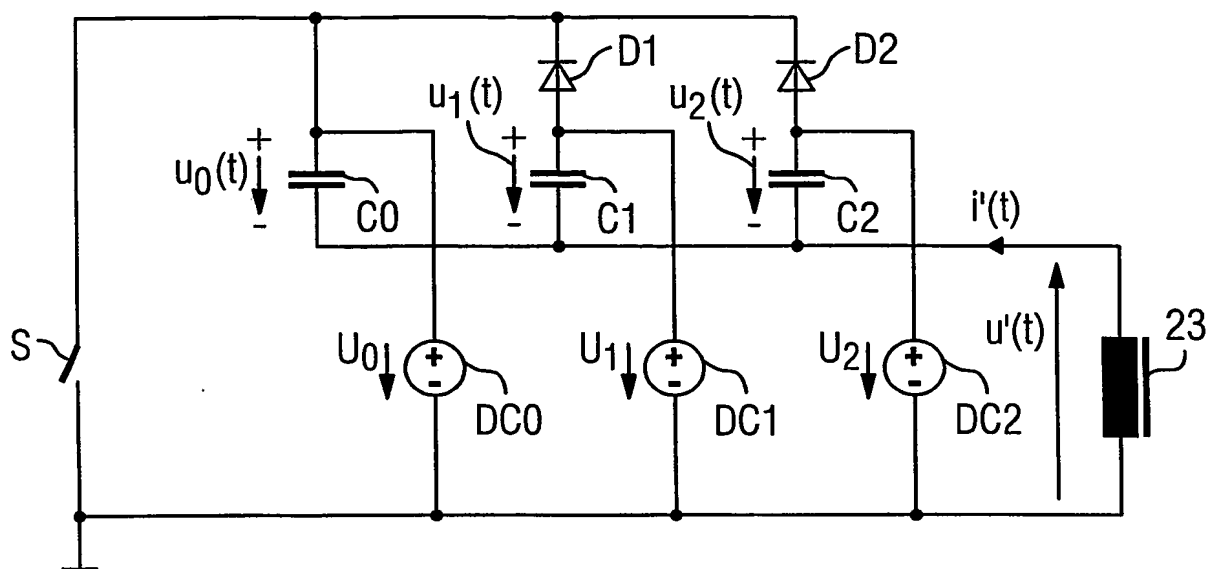 D1
D2
u1(t)
u2(t)
+
+
+
u0(t)
-
-
-
C0
C1
C2
i'(t)
S
U0
+
-
DC0
U1
+
-
DC1
U2
+
-
DC2
u'(t)
23